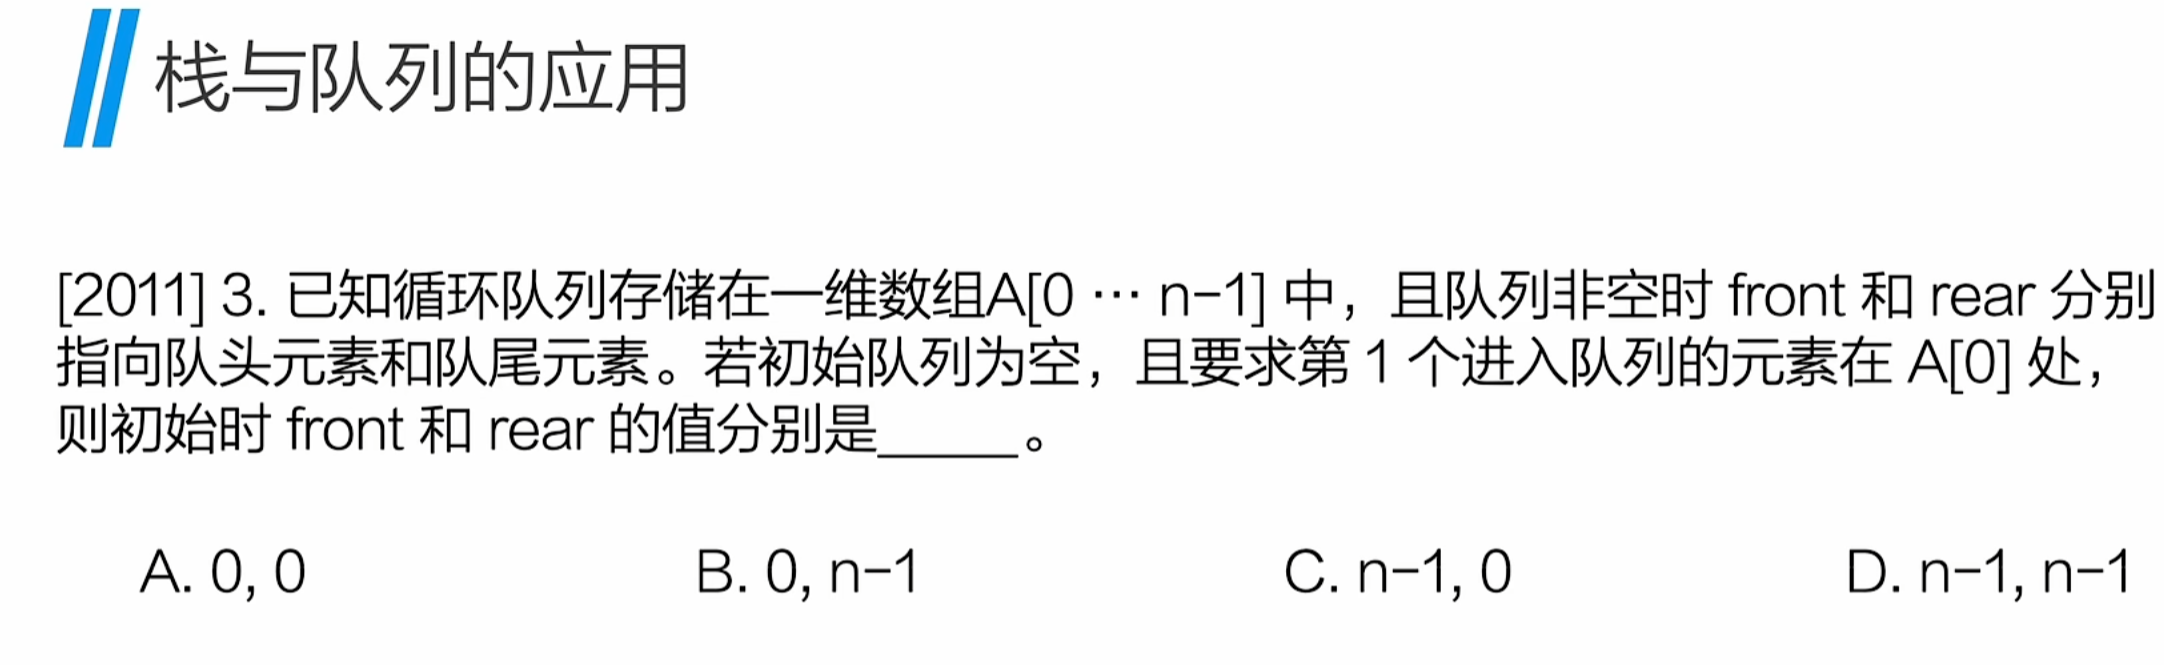 栈与队列的应用
[2011] 3. 已知循环队列存储在一维数组A[0 ··· n-1] 中，且队列非空时 front 和 rear 分别
指向队头元素和队尾元素。若初始队列为空，且要求第 1 个进入队列的元素在 A[0] 处，
则初始时 front 和 rear 的值分别是_____。
A. 0, 0 B. 0, n-1 C. n-1, 0 D. n-1, n-1